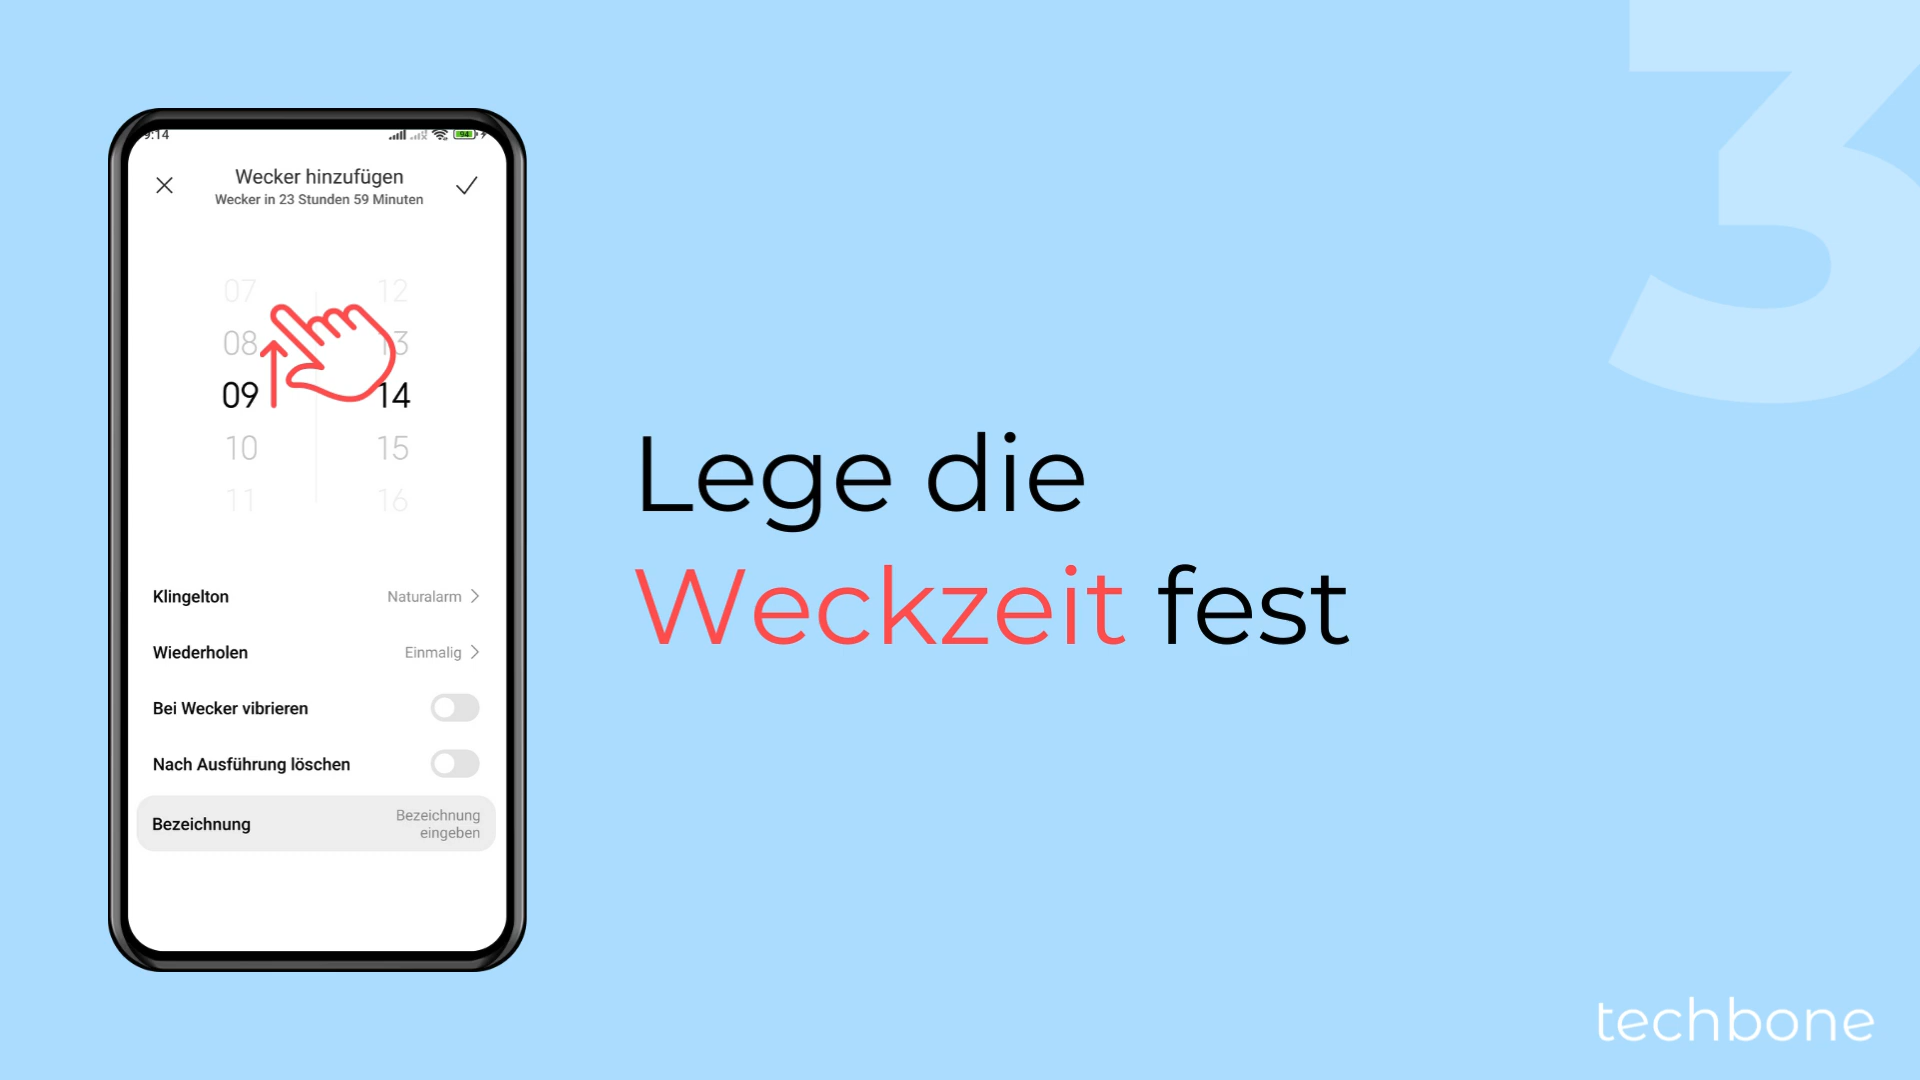 3
9:14
94
Wecker hinzufügen
Wecker in 23 Stunden 59 Minuten
07 12
08 13
09 14
10 15
11 16
Klingelton Naturalarm
Wiederholen Einmalig
Bei Wecker vibrieren
Nach Ausführung löschen
Bezeichnung Bezeichnung
eingeben
Lege die
Weckzeit fest
techbone